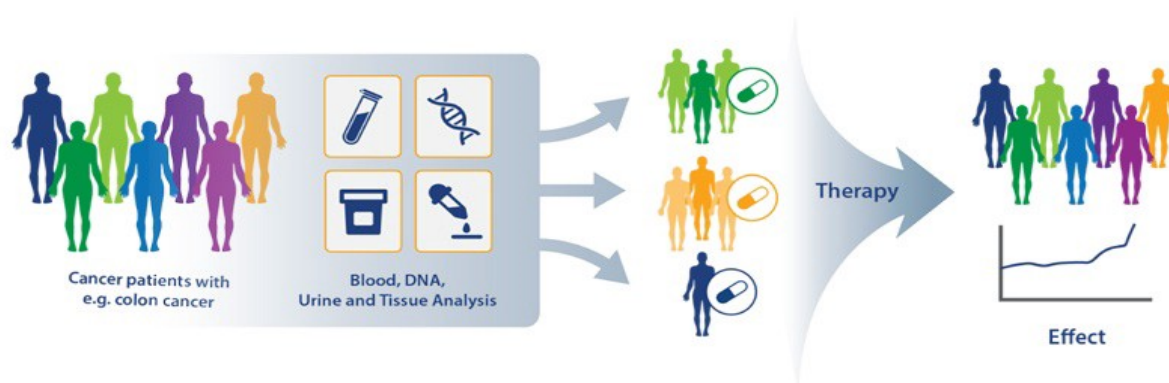 Cancer patients with
e.g. colon cancer
Blood, DNA,
Urine and Tissue Analysis
Therapy
Effect